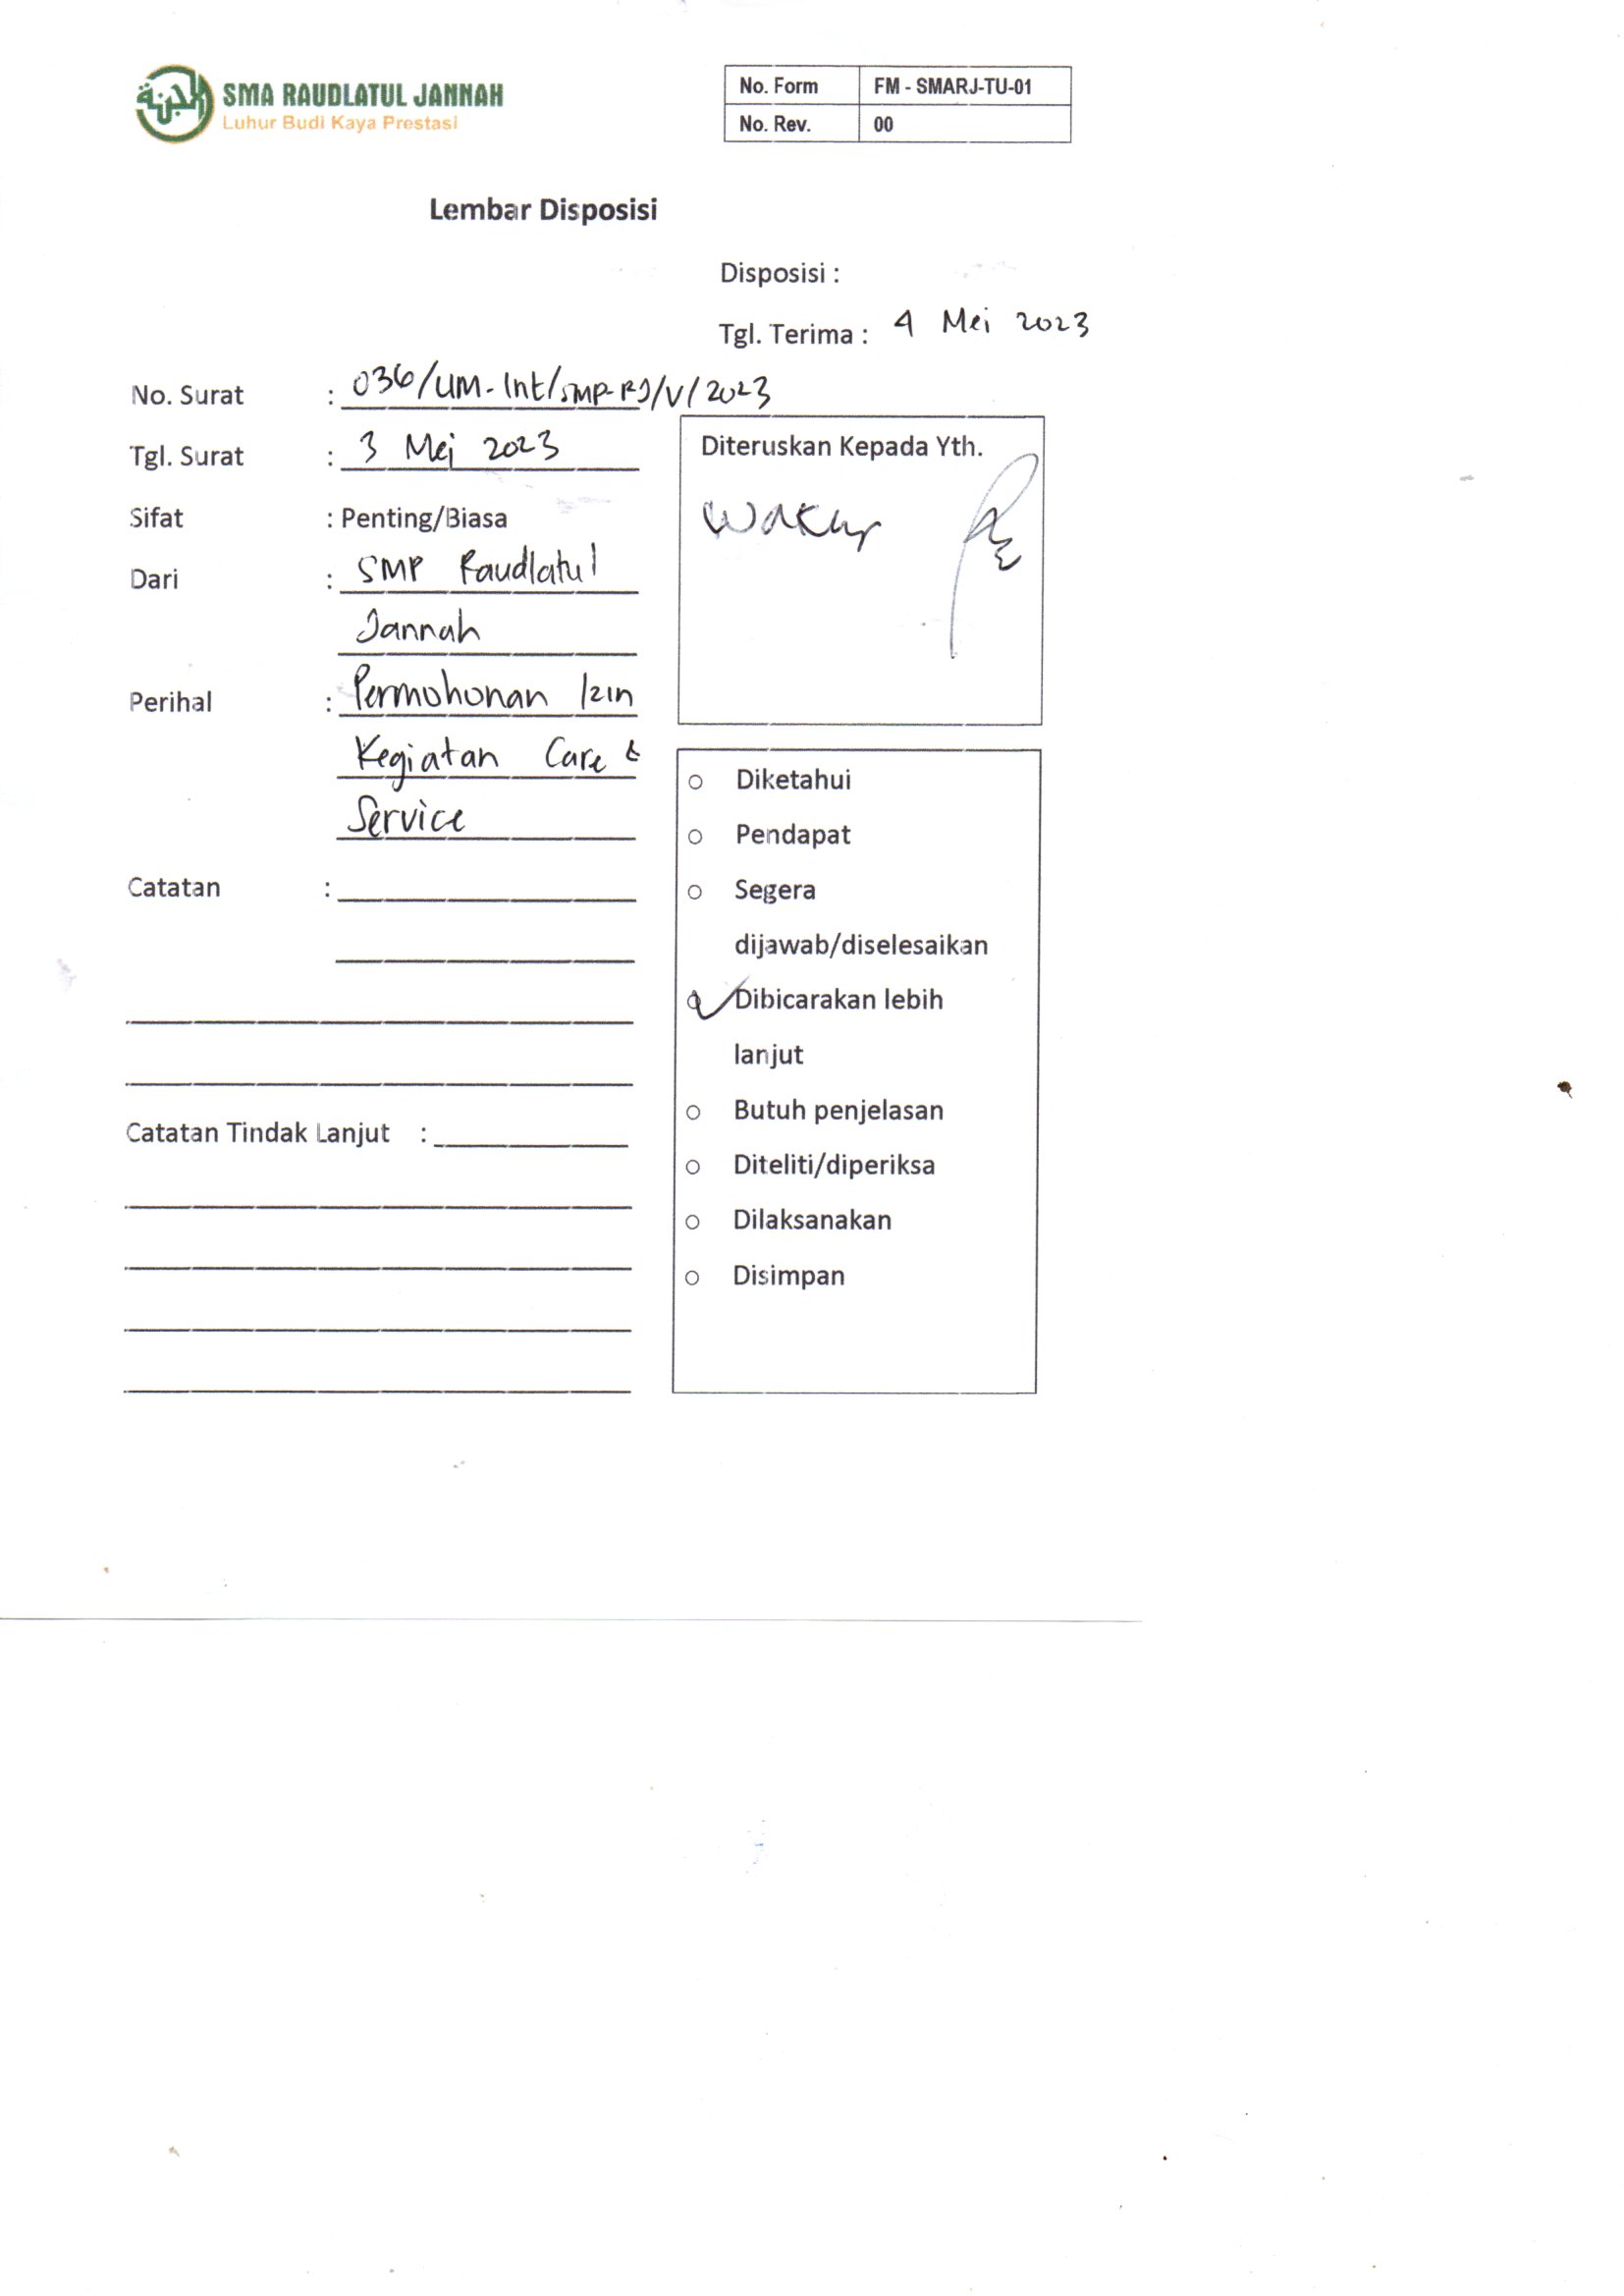 SMA RAUDLATUL JANNAH
Luhur Budi Kaya Prestasi
No. Form FM - SMARJ-TU-01
No. Rev. 00
Lembar Disposisi
Disposisi :
Tgl. Terima : 4 Mei 2023
No. Surat : 036/UM-Int/SMP-RJ/V/2023
Tgl. Surat : 3 Mei 2023
Sifat : Penting/Biasa
Dari : SMP Raudlatul
Jannah
Perihal : Permohonan Izin
Kegiatan Care &
Service
Catatan :
Catatan Tindak Lanjut :
Diteruskan Kepada Yth.
Wakur
Diketahui
Pendapat
Segera
dijawab/diselesaikan
Dibicarakan lebih
lanjut
Butuh penjelasan
Diteliti/diperiksa
Dilaksanakan
Disimpan